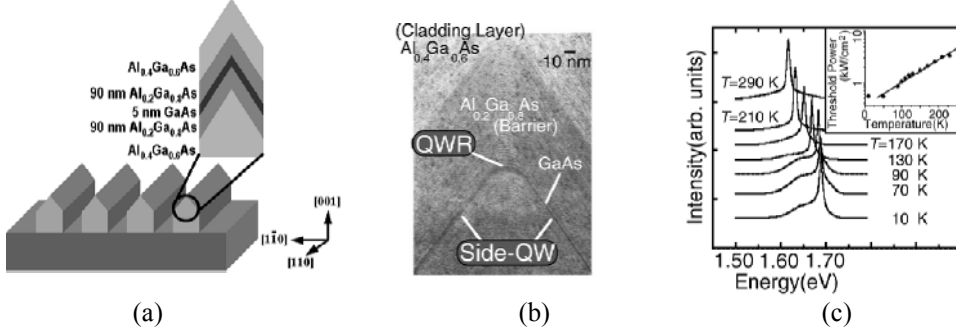 Al0.4Ga0.6As
90 nm Al0.2Ga0.8As
5 nm GaAs
90 nm Al0.2Ga0.8As
Al0.4Ga0.6As
[001]
[11̄0]
[110]
(a)
(Cladding Layer)
Al0.4Ga0.6As
10 nm
Al0.2Ga0.8As
(Barrier)
QWR
GaAs
Side-QW
(b)
Intensity(arb. units)
T=290 K
T=210 K
T=170 K
130 K
90 K
70 K
10 K
1.50 1.60 1.70
Energy(eV)
Threshold Power
(kW/cm2)
10
1
0 100 200
Temperature(K)
(c)